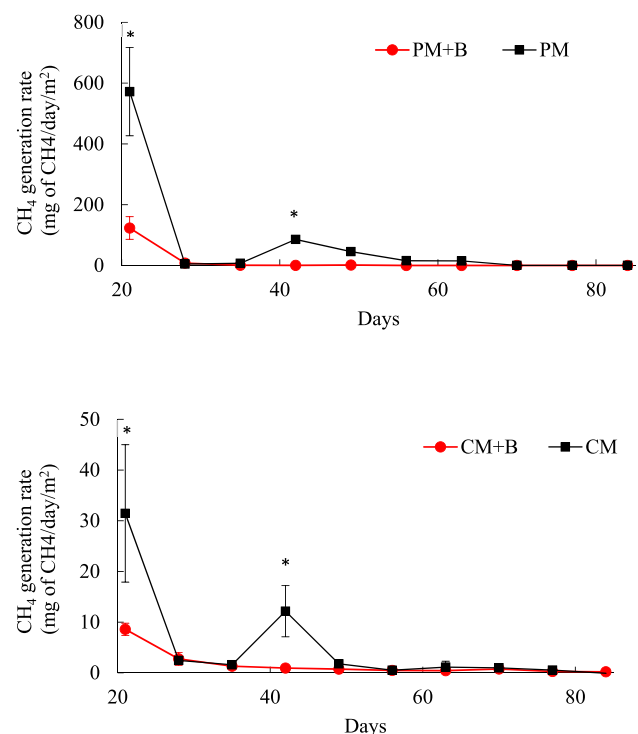 800
600
400
200
0
CH₄ generation rate
(mg of CH4/day/m²)
*
*
PM+B
PM
20
40
60
80
Days
50
40
30
20
10
0
CH₄ generation rate
(mg of CH4/day/m²)
*
*
CM+B
CM
20
40
60
80
Days